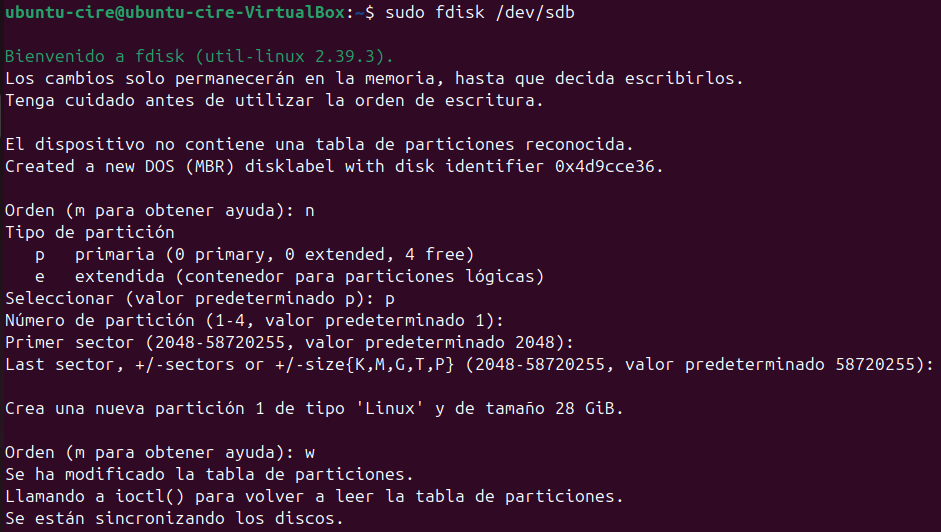 ubuntu-cire@ubuntu-cire-VirtualBox:~$ sudo fdisk /dev/sdb
Bienvenido a fdisk (util-linux 2.39.3).
Los cambios solo permanecerán en la memoria, hasta que decida escribirlos.
Tenga cuidado antes de utilizar la orden de escritura.
El dispositivo no contiene una tabla de particiones reconocida.
Created a new DOS (MBR) disklabel with disk identifier 0x4d9cce36.
Orden (m para obtener ayuda): n
Tipo de partición
p   primaria (0 primary, 0 extended, 4 free)
e   extendida (contenedor para particiones lógicas)
Seleccionar (valor predeterminado p): p
Número de partición (1-4, valor predeterminado 1):
Primer sector (2048-58720255, valor predeterminado 2048):
Last sector, +/-sectors or +/-size{K,M,G,T,P} (2048-58720255, valor predeterminado 58720255):
Crea una nueva partición 1 de tipo 'Linux' y de tamaño 28 GiB.
Orden (m para obtener ayuda): w
Se ha modificado la tabla de particiones.
Llamando a ioctl() para volver a leer la tabla de particiones.
Se están sincronizando los discos.